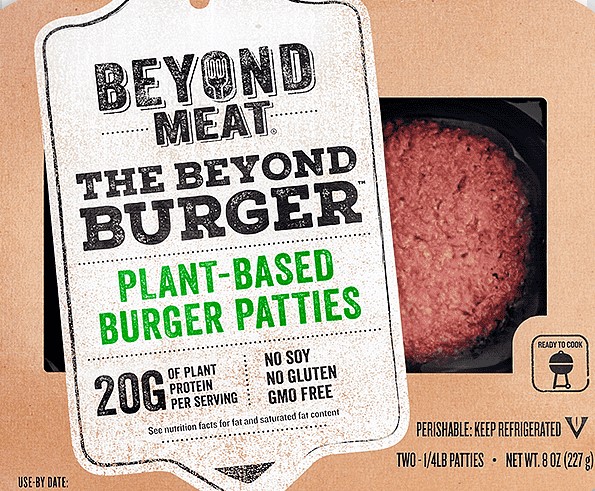 BEYOND
MEAT®
THE BEYOND
BURGER™
PLANT-BASED
BURGER PATTIES
20G OF PLANT PROTEIN PER SERVING
NO SOY
NO GLUTEN
GMO FREE
See nutrition facts for fat and saturated fat content
READY TO COOK
PERISHABLE: KEEP REFRIGERATED V
TWO - 1/4LB PATTIES • NET WT. 8 OZ (227 g)
USE-BY DATE: